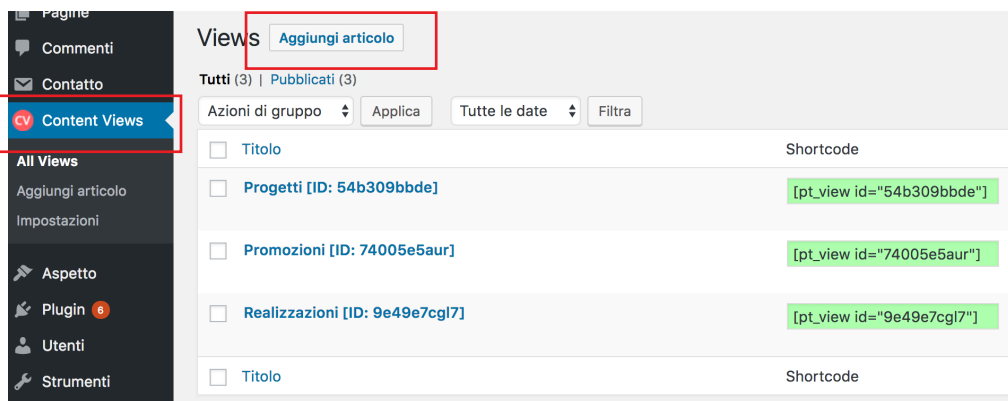 Pagine
Commenti
Contatto
CV Content Views
All Views
Aggiungi articolo
Impostazioni
Aspetto
Plugin 6
Utenti
Strumenti
Views Aggiungi articolo
Tutti (3) | Pubblicati (3)
Azioni di gruppo Applica Tutte le date Filtra
Titolo Shortcode
Progetti [ID: 54b309bbde] [pt_view id="54b309bbde"]
Promozioni [ID: 74005e5aur] [pt_view id="74005e5aur"]
Realizzazioni [ID: 9e49e7cgl7] [pt_view id="9e49e7cgl7"]
Titolo Shortcode